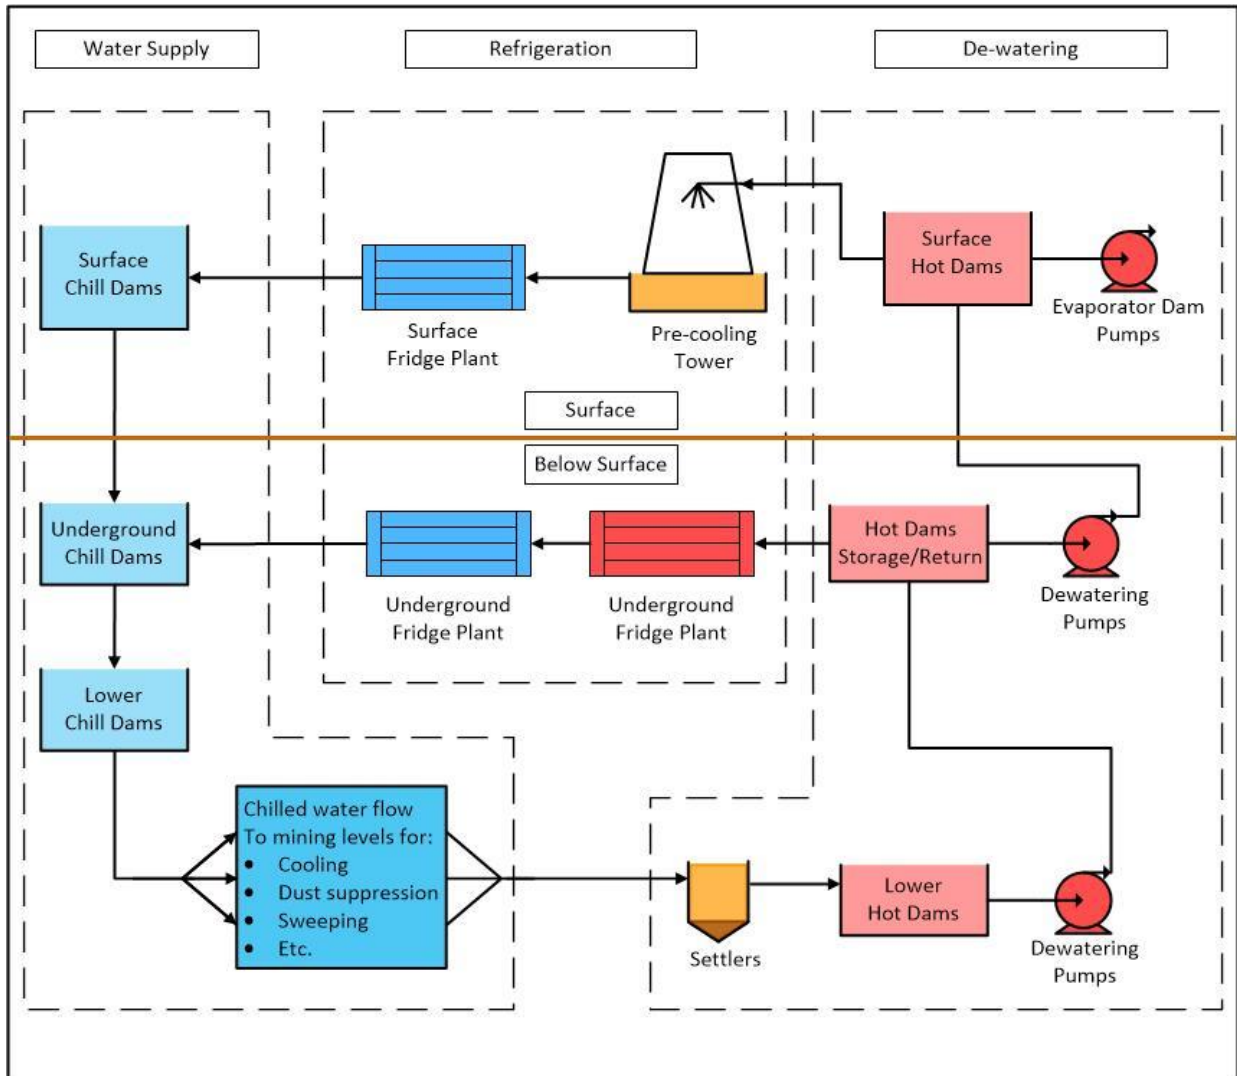 Water Supply
Refrigeration
De-watering
Surface
Chill Dams
Surface
Fridge Plant
Pre-cooling
Tower
Surface
Hot Dams
Evaporator Dam
Pumps
Surface
Below Surface
Underground
Chill Dams
Underground
Fridge Plant
Underground
Fridge Plant
Hot Dams
Storage/Return
Dewatering
Pumps
Lower
Chill Dams
Chilled water flow
To mining levels for:
• Cooling
• Dust suppression
• Sweeping
• Etc.
Settlers
Lower
Hot Dams
Dewatering
Pumps